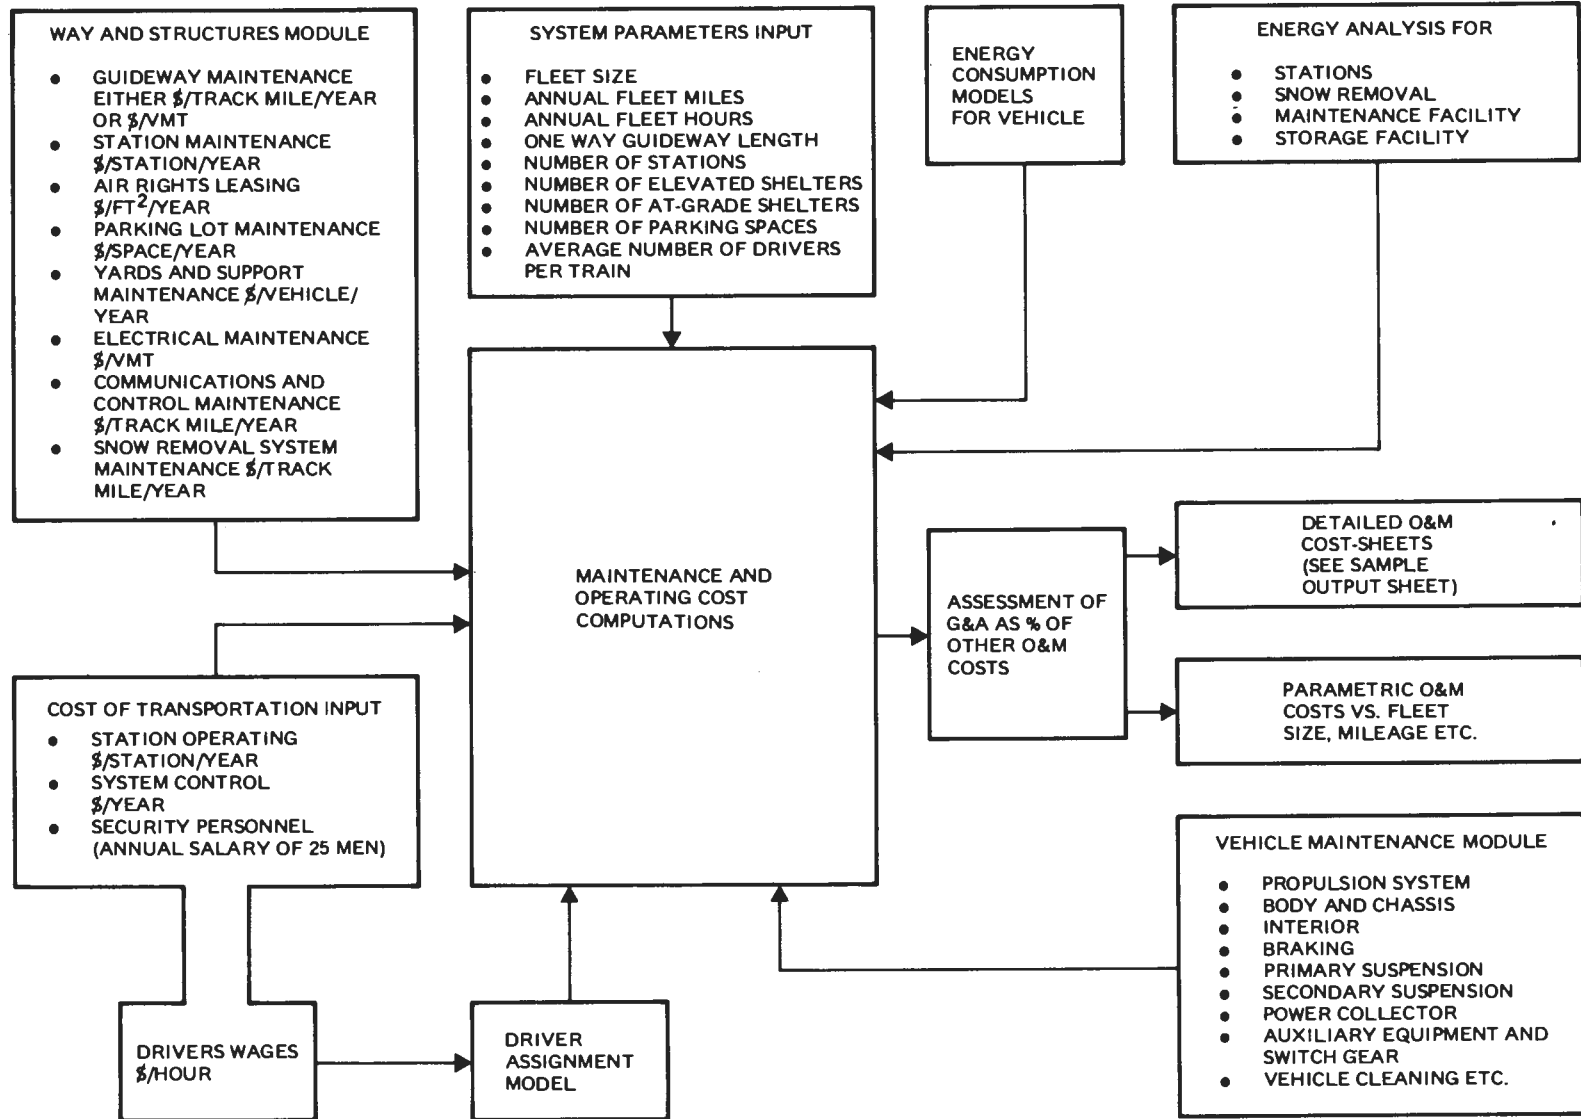 WAY AND STRUCTURES MODULE
● GUIDEWAY MAINTENANCE
EITHER $/TRACK MILE/YEAR
OR $/VMT
● STATION MAINTENANCE
$/STATION/YEAR
● AIR RIGHTS LEASING
$/FT²/YEAR
● PARKING LOT MAINTENANCE
$/SPACE/YEAR
● YARDS AND SUPPORT
MAINTENANCE $/VEHICLE/
YEAR
● ELECTRICAL MAINTENANCE
$/VMT
● COMMUNICATIONS AND
CONTROL MAINTENANCE
$/TRACK MILE/YEAR
● SNOW REMOVAL SYSTEM
MAINTENANCE $/TRACK
MILE/YEAR
SYSTEM PARAMETERS INPUT
● FLEET SIZE
● ANNUAL FLEET MILES
● ANNUAL FLEET HOURS
● ONE WAY GUIDEWAY LENGTH
● NUMBER OF STATIONS
● NUMBER OF ELEVATED SHELTERS
● NUMBER OF AT-GRADE SHELTERS
● NUMBER OF PARKING SPACES
● AVERAGE NUMBER OF DRIVERS
PER TRAIN
ENERGY
CONSUMPTION
MODELS
FOR VEHICLE
ENERGY ANALYSIS FOR
● STATIONS
● SNOW REMOVAL
● MAINTENANCE FACILITY
● STORAGE FACILITY
MAINTENANCE AND
OPERATING COST
COMPUTATIONS
ASSESSMENT OF
G&A AS % OF
OTHER O&M
COSTS
DETAILED O&M
COST-SHEETS
(SEE SAMPLE
OUTPUT SHEET)
PARAMETRIC O&M
COSTS VS. FLEET
SIZE, MILEAGE ETC.
COST OF TRANSPORTATION INPUT
● STATION OPERATING
$/STATION/YEAR
● SYSTEM CONTROL
$/YEAR
● SECURITY PERSONNEL
(ANNUAL SALARY OF 25 MEN)
DRIVERS WAGES
$/HOUR
DRIVER
ASSIGNMENT
MODEL
VEHICLE MAINTENANCE MODULE
● PROPULSION SYSTEM
● BODY AND CHASSIS
● INTERIOR
● BRAKING
● PRIMARY SUSPENSION
● SECONDARY SUSPENSION
● POWER COLLECTOR
● AUXILIARY EQUIPMENT AND
SWITCH GEAR
● VEHICLE CLEANING ETC.